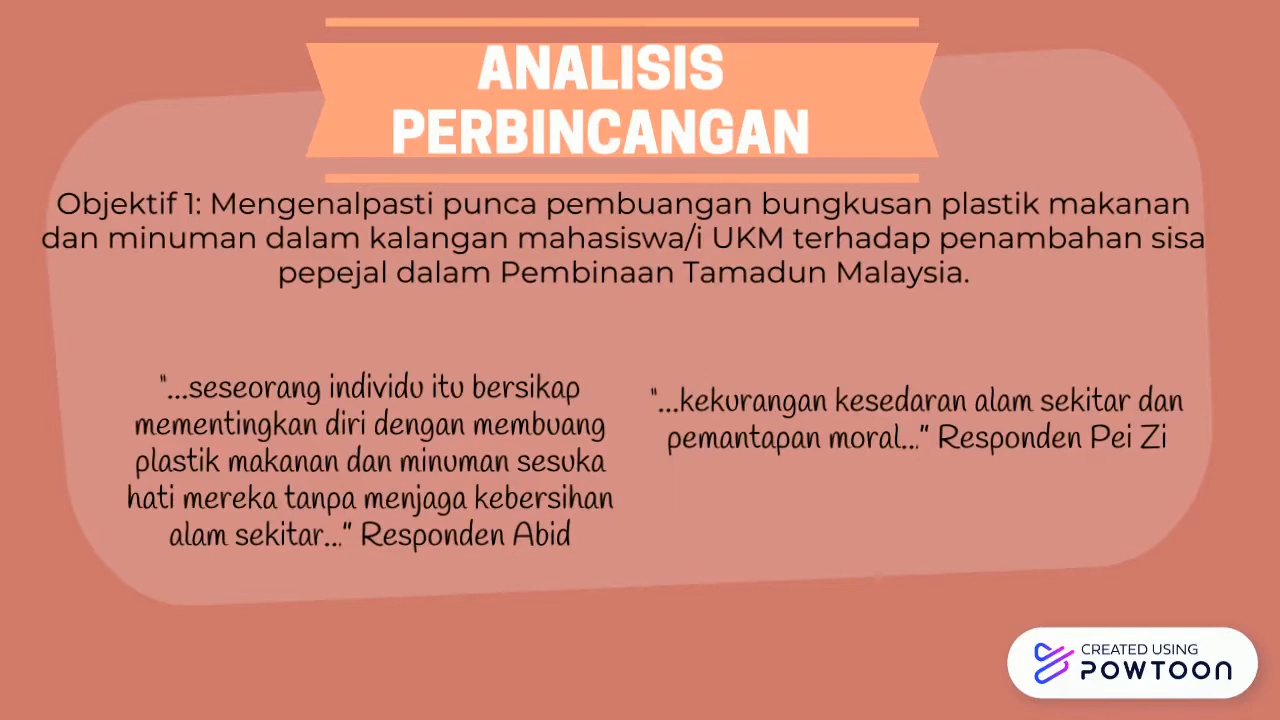 ANALISIS
PERBINCANGAN
Objektif 1: Mengenalpasti punca pembuangan bungkusan plastik makanan
dan minuman dalam kalangan mahasiswa/i UKM terhadap penambahan sisa
pepejal dalam Pembinaan Tamadun Malaysia.
"...seseorang individu itu bersikap
mementingkan diri dengan membuang
plastik makanan dan minuman sesuka
hati mereka tanpa menjaga kebersihan
alam sekitar..." Responden Abid
"...kekurangan kesedaran alam sekitar dan
pemantapan moral..." Responden Pei Zi
CREATED USING
POWTOON